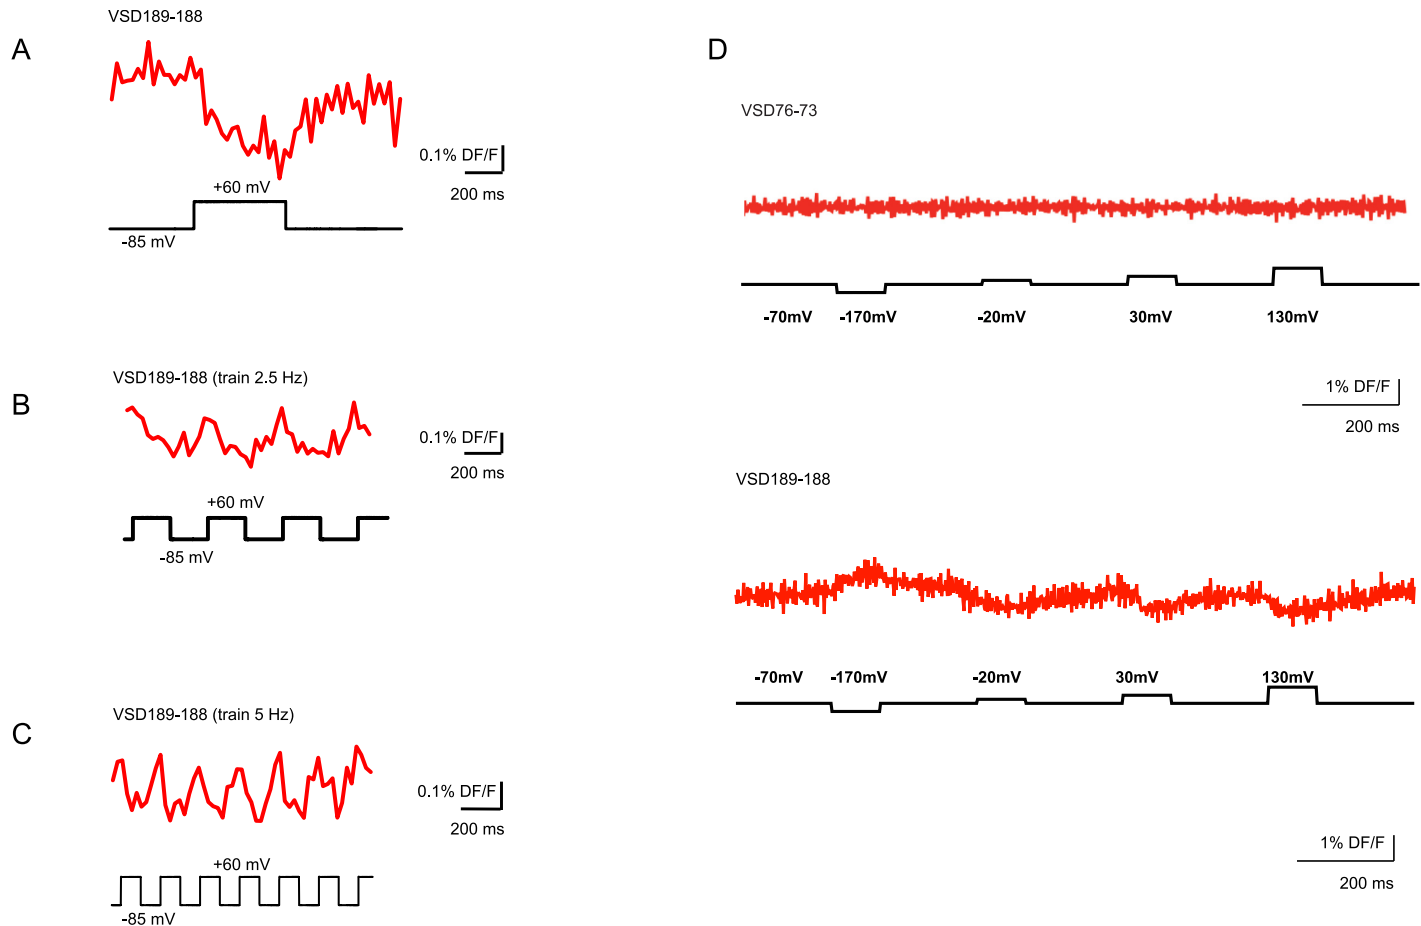 VSD189-188
A
0.1% DF/F
200 ms
+60 mV
-85 mV
VSD189-188 (train 2.5 Hz)
B
0.1% DF/F
200 ms
+60 mV
-85 mV
VSD189-188 (train 5 Hz)
C
0.1% DF/F
200 ms
+60 mV
-85 mV
D
VSD76-73
-70mV -170mV -20mV 30mV 130mV
1% DF/F
200 ms
VSD189-188
-70mV -170mV -20mV 30mV 130mV
1% DF/F
200 ms